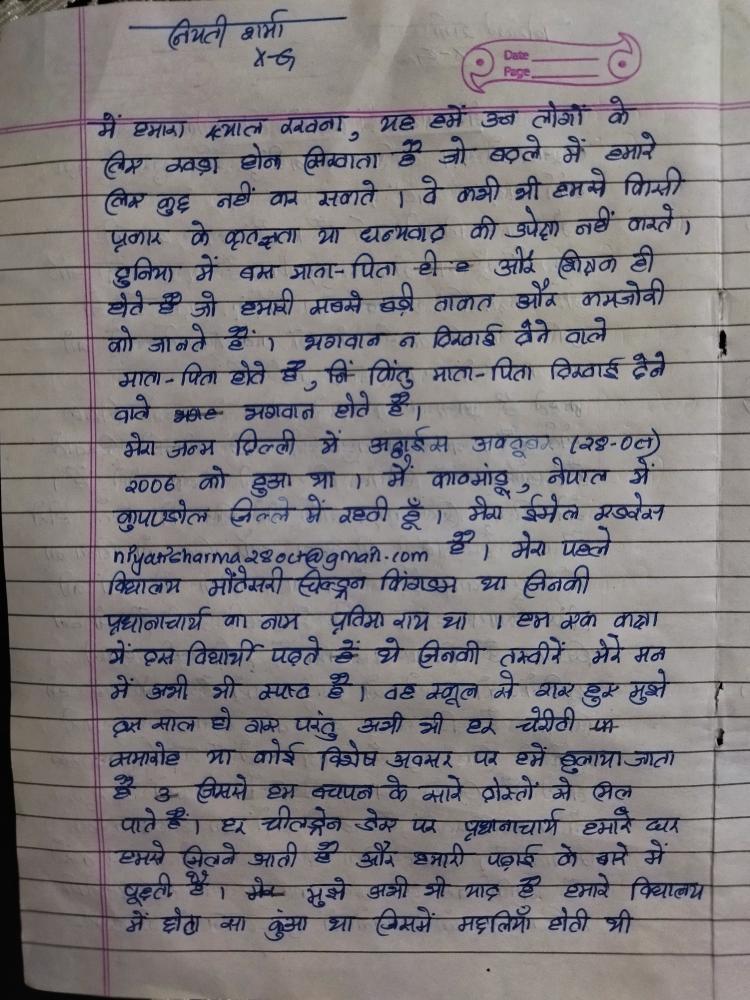 नियती शर्मा
X-G
Date
Page
में हमारा ख्याल रखना, यह हमें उन लोगों के
लिए खड़ा होना सिखाता है जो बदले में हमारे
लिए कुछ नहीं कर सकते । वे कभी भी हमसे किसी
प्रकार के कृतज्ञता या धन्यवाद की उपेक्षा नहीं करते ।
दुनिया में बस माता-पिता ही और शिक्षक ही
होते हैं जो हमारी सबसे बड़ी ताकत और कमजोरी
को जानते हैं । भगवान न दिखाई देने वाले
माता-पिता होते हैं, किंतु माता-पिता दिखाई देने
वाले भगवान होते हैं ।
मेरा जन्म दिल्ली में अट्ठाईस अक्टूबर (28-Oct)
2006 को हुआ था । मैं काठमांडू, नेपाल में
कुपण्डोल जिल्ले में रहती हूँ । मेरा ईमेल एड्रेस
niyatisharma28oct@gmail.com है । मेरा पहले
विद्यालय मोंटेसरी चिल्ड्रन किंगडम था जिनकी
प्रधानाचार्य का नाम प्रतिमा राय था । हम एक कक्षा
में दस विद्यार्थी पढ़ते थे जिनकी तस्वीरें मेरे मन
में अभी भी स्पष्ट है । वह स्कूल से गए हुए मुझे
दस साल हो गए परंतु अभी भी हर चेरीटी
समारोह या कोई विशेष अवसर पर हमें बुलाया जाता
है जिससे हम बचपन के सारे दोस्तों से मिल
पाते हैं । हर चील्ड्रेन डेस पर प्रधानाचार्य हमारे घर
हमसे मिलने आती है और हमारी पढ़ाई के बारे में
पूछती है । मुझे अभी भी याद है हमारे विद्यालय
में छोटा सा कुंआ था जिसमें मछलियाँ होती थी